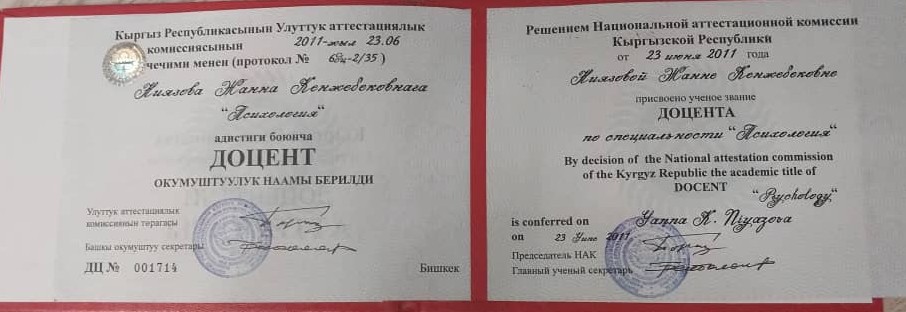 Кыргыз Республикасынын Улуттук аттестациялык
комиссиясынын 2011-жыл 23.06
чечими менен (протокол № 6дц-2/35)
Ниязова Жанна Кенжебековнага
“Психология“
адистиги боюнча
ДОЦЕНТ
ОКУМУШТУУЛУК НААМЫ БЕРИЛДИ
Улуттук аттестациялык
комиссиянын төрагасы
Башкы окумуштуу секретары
ДЦ № 001714
Бишкек
Решением Национальной аттестационной комиссии
Кыргызской Республики
от 23 июня 2011 года
Ниязовой Жанне Кенжебековне
присвоено ученое звание
ДОЦЕНТА
по специальности “Психология“
By decision of the National attestation commission
of the Kyrgyz Republic the academic title of
DOCENT
“Psychology“
is conferred on Yanna K. Niyazova
on 23 Yune 2011
Председатель НАК
Главный ученый секретарь